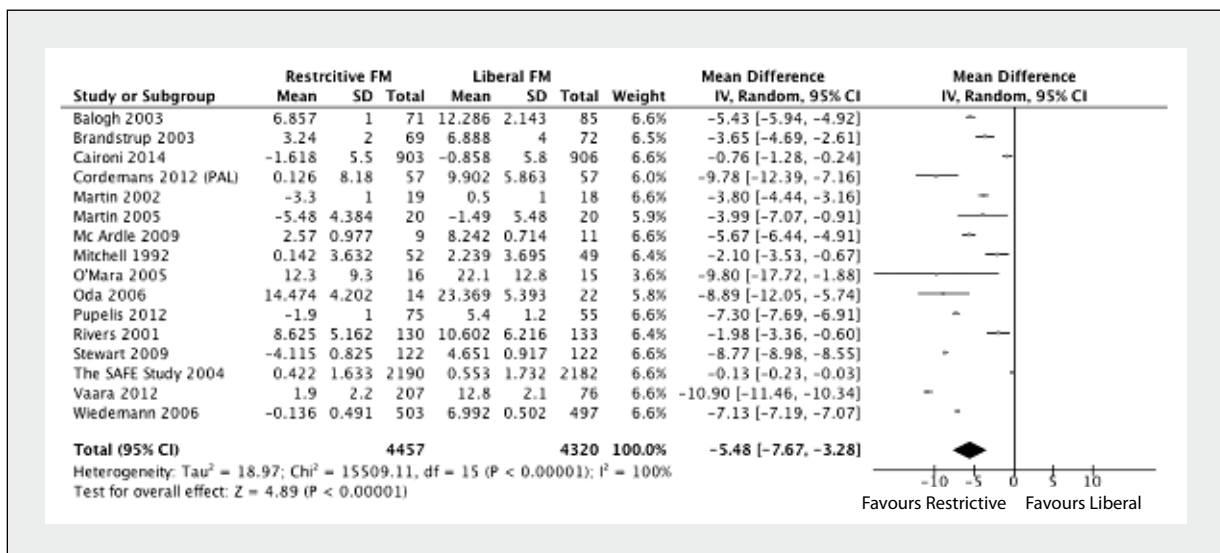 Restrcitive FM Liberal FM Mean Difference Mean Difference
Study or Subgroup Mean SD Total Mean SD Total Weight IV, Random, 95% CI IV, Random, 95% CI
Balogh 2003 6.857 1 71 12.286 2.143 85 6.6% -5.43 [-5.94, -4.92]
Brandstrup 2003 3.24 2 69 6.888 4 72 6.5% -3.65 [-4.69, -2.61]
Caironi 2014 -1.618 5.5 903 -0.858 5.8 906 6.6% -0.76 [-1.28, -0.24]
Cordemans 2012 (PAL) 0.126 8.18 57 9.902 5.863 57 6.0% -9.78 [-12.39, -7.16]
Martin 2002 -3.3 1 19 0.5 1 18 6.6% -3.80 [-4.44, -3.16]
Martin 2005 -5.48 4.384 20 -1.49 5.48 20 5.9% -3.99 [-7.07, -0.91]
Mc Ardle 2009 2.57 0.977 9 8.242 0.714 11 6.6% -5.67 [-6.44, -4.91]
Mitchell 1992 0.142 3.632 52 2.239 3.695 49 6.4% -2.10 [-3.53, -0.67]
O'Mara 2005 12.3 9.3 16 22.1 12.8 15 3.6% -9.80 [-17.72, -1.88]
Oda 2006 14.474 4.202 14 23.369 5.393 22 5.8% -8.89 [-12.05, -5.74]
Pupelis 2012 -1.9 1 75 5.4 1.2 55 6.6% -7.30 [-7.69, -6.91]
Rivers 2001 8.625 5.162 130 10.602 6.216 133 6.4% -1.98 [-3.36, -0.60]
Stewart 2009 -4.115 0.825 122 4.651 0.917 122 6.6% -8.77 [-8.98, -8.55]
The SAFE Study 2004 0.422 1.633 2190 0.553 1.732 2182 6.6% -0.13 [-0.23, -0.03]
Vaara 2012 1.9 2.2 207 12.8 2.1 76 6.6% -10.90 [-11.46, -10.34]
Wiedemann 2006 -0.136 0.491 503 6.992 0.502 497 6.6% -7.13 [-7.19, -7.07]
Total (95% CI) 4457 4320 100.0% -5.48 [-7.67, -3.28]
Heterogeneity: Tau² = 18.97; Chi² = 15509.11, df = 15 (P < 0.00001); I² = 100%
Test for overall effect: Z = 4.89 (P < 0.00001)
-10 -5 0 5 10
Favours Restrictive Favours Liberal